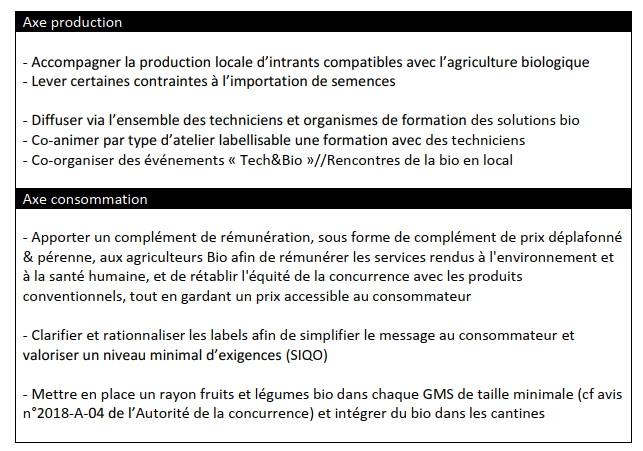 Axe production
- Accompagner la production locale d’intrants compatibles avec l’agriculture biologique
- Lever certaines contraintes à l’importation de semences
- Diffuser via l’ensemble des techniciens et organismes de formation des solutions bio
- Co-animer par type d’atelier labellisable une formation avec des techniciens
- Co-organiser des événements « Tech&Bio »//Rencontres de la bio en local
Axe consommation
- Apporter un complément de rémunération, sous forme de complément de prix déplafonné
& pérenne, aux agriculteurs Bio afin de rémunérer les services rendus à l'environnement et
à la santé humaine, et de rétablir l'équité de la concurrence avec les produits
conventionnels, tout en gardant un prix accessible au consommateur
- Clarifier et rationnaliser les labels afin de simplifier le message au consommateur et
valoriser un niveau minimal d’exigences (SIQO)
- Mettre en place un rayon fruits et légumes bio dans chaque GMS de taille minimale (cf avis
n°2018-A-04 de l’Autorité de la concurrence) et intégrer du bio dans les cantines